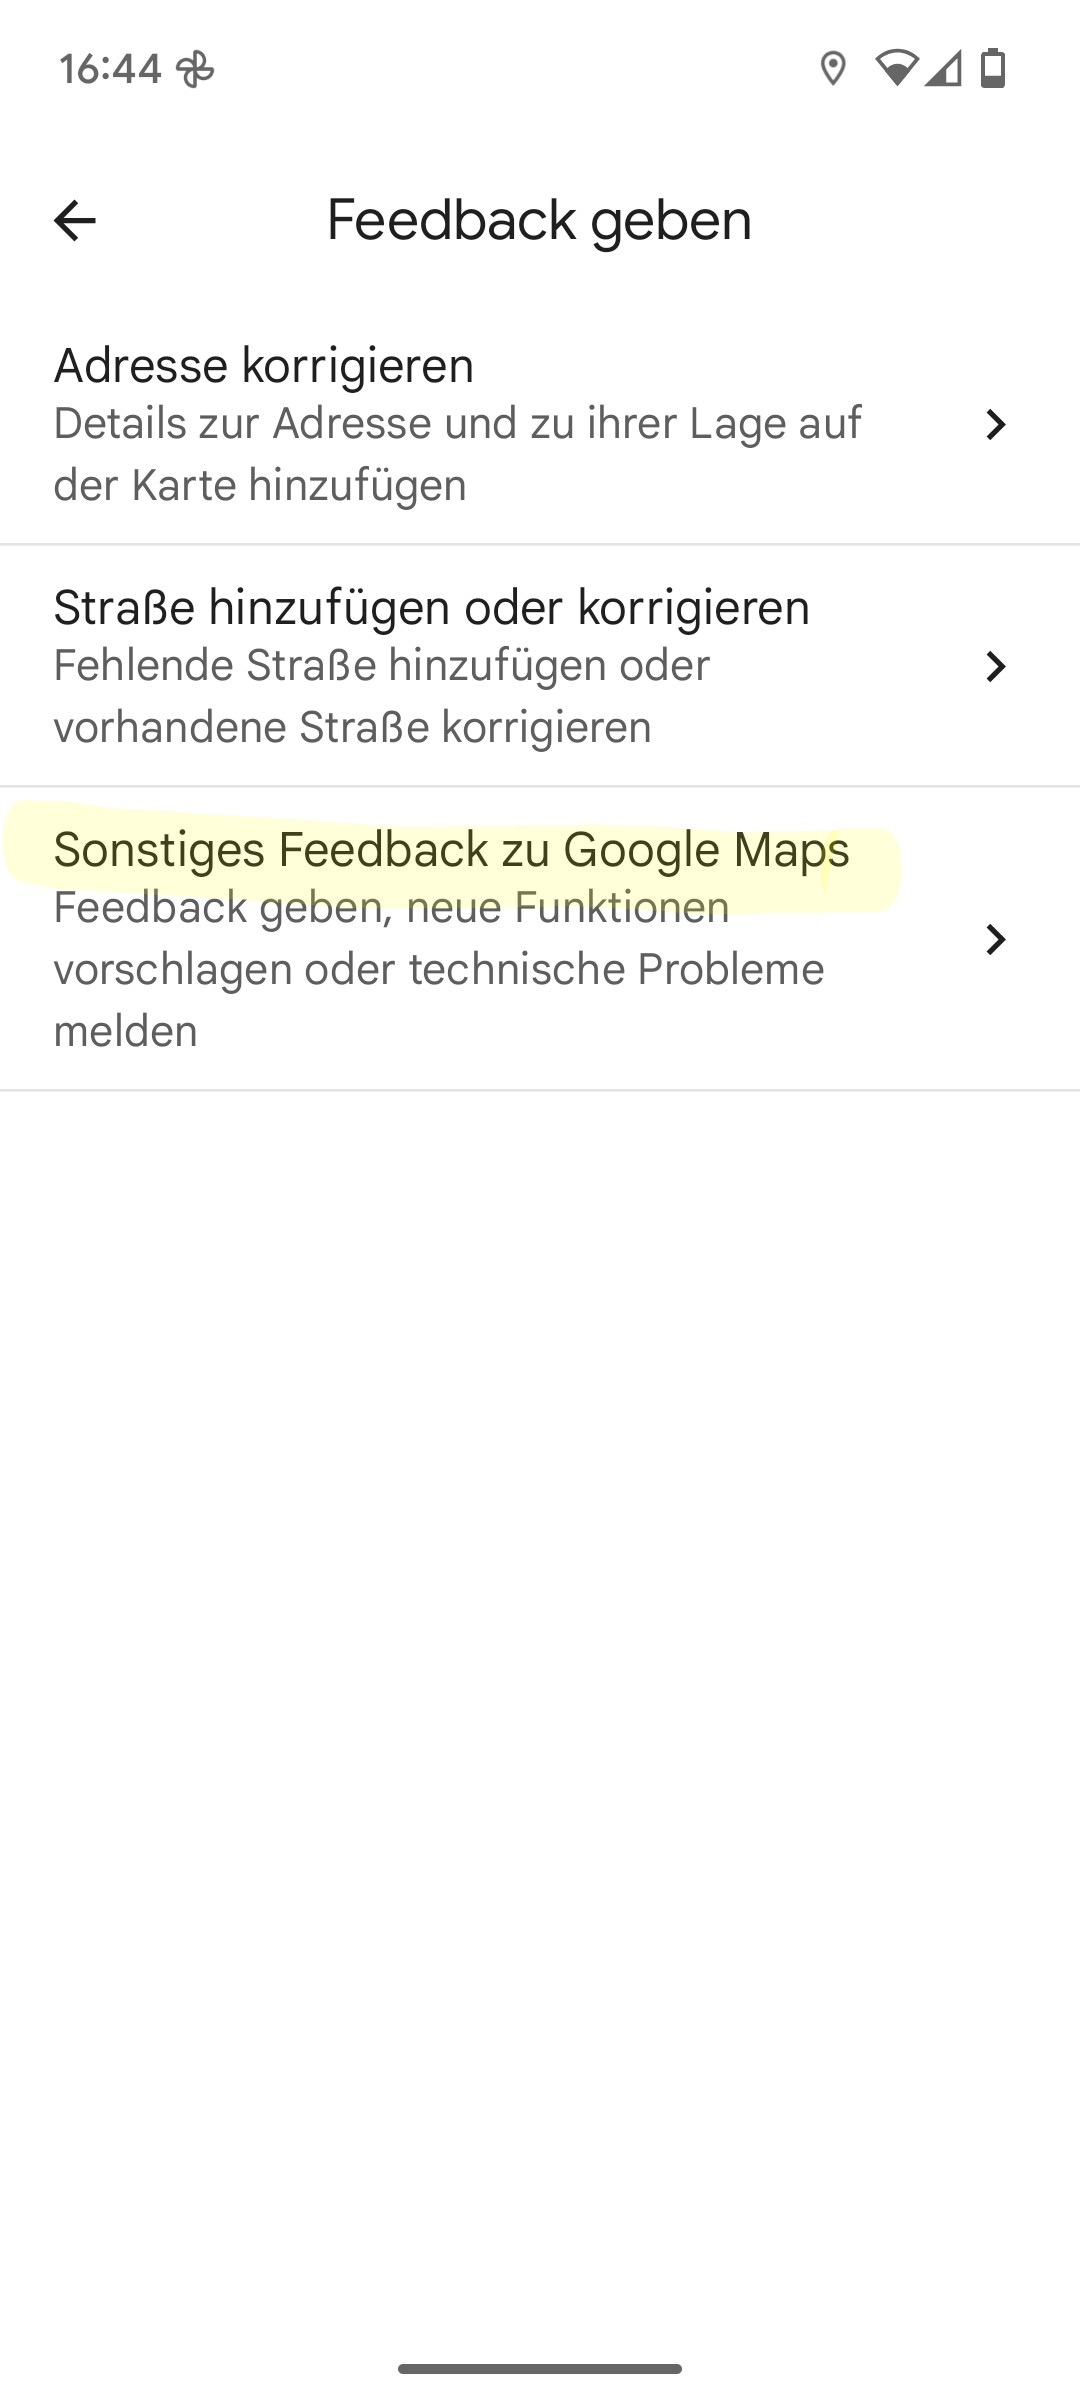 16:44
Feedback geben
Adresse korrigieren
Details zur Adresse und zu ihrer Lage auf
der Karte hinzufügen
Straße hinzufügen oder korrigieren
Fehlende Straße hinzufügen oder
vorhandene Straße korrigieren
Sonstiges Feedback zu Google Maps
Feedback geben, neue Funktionen
vorschlagen oder technische Probleme
melden